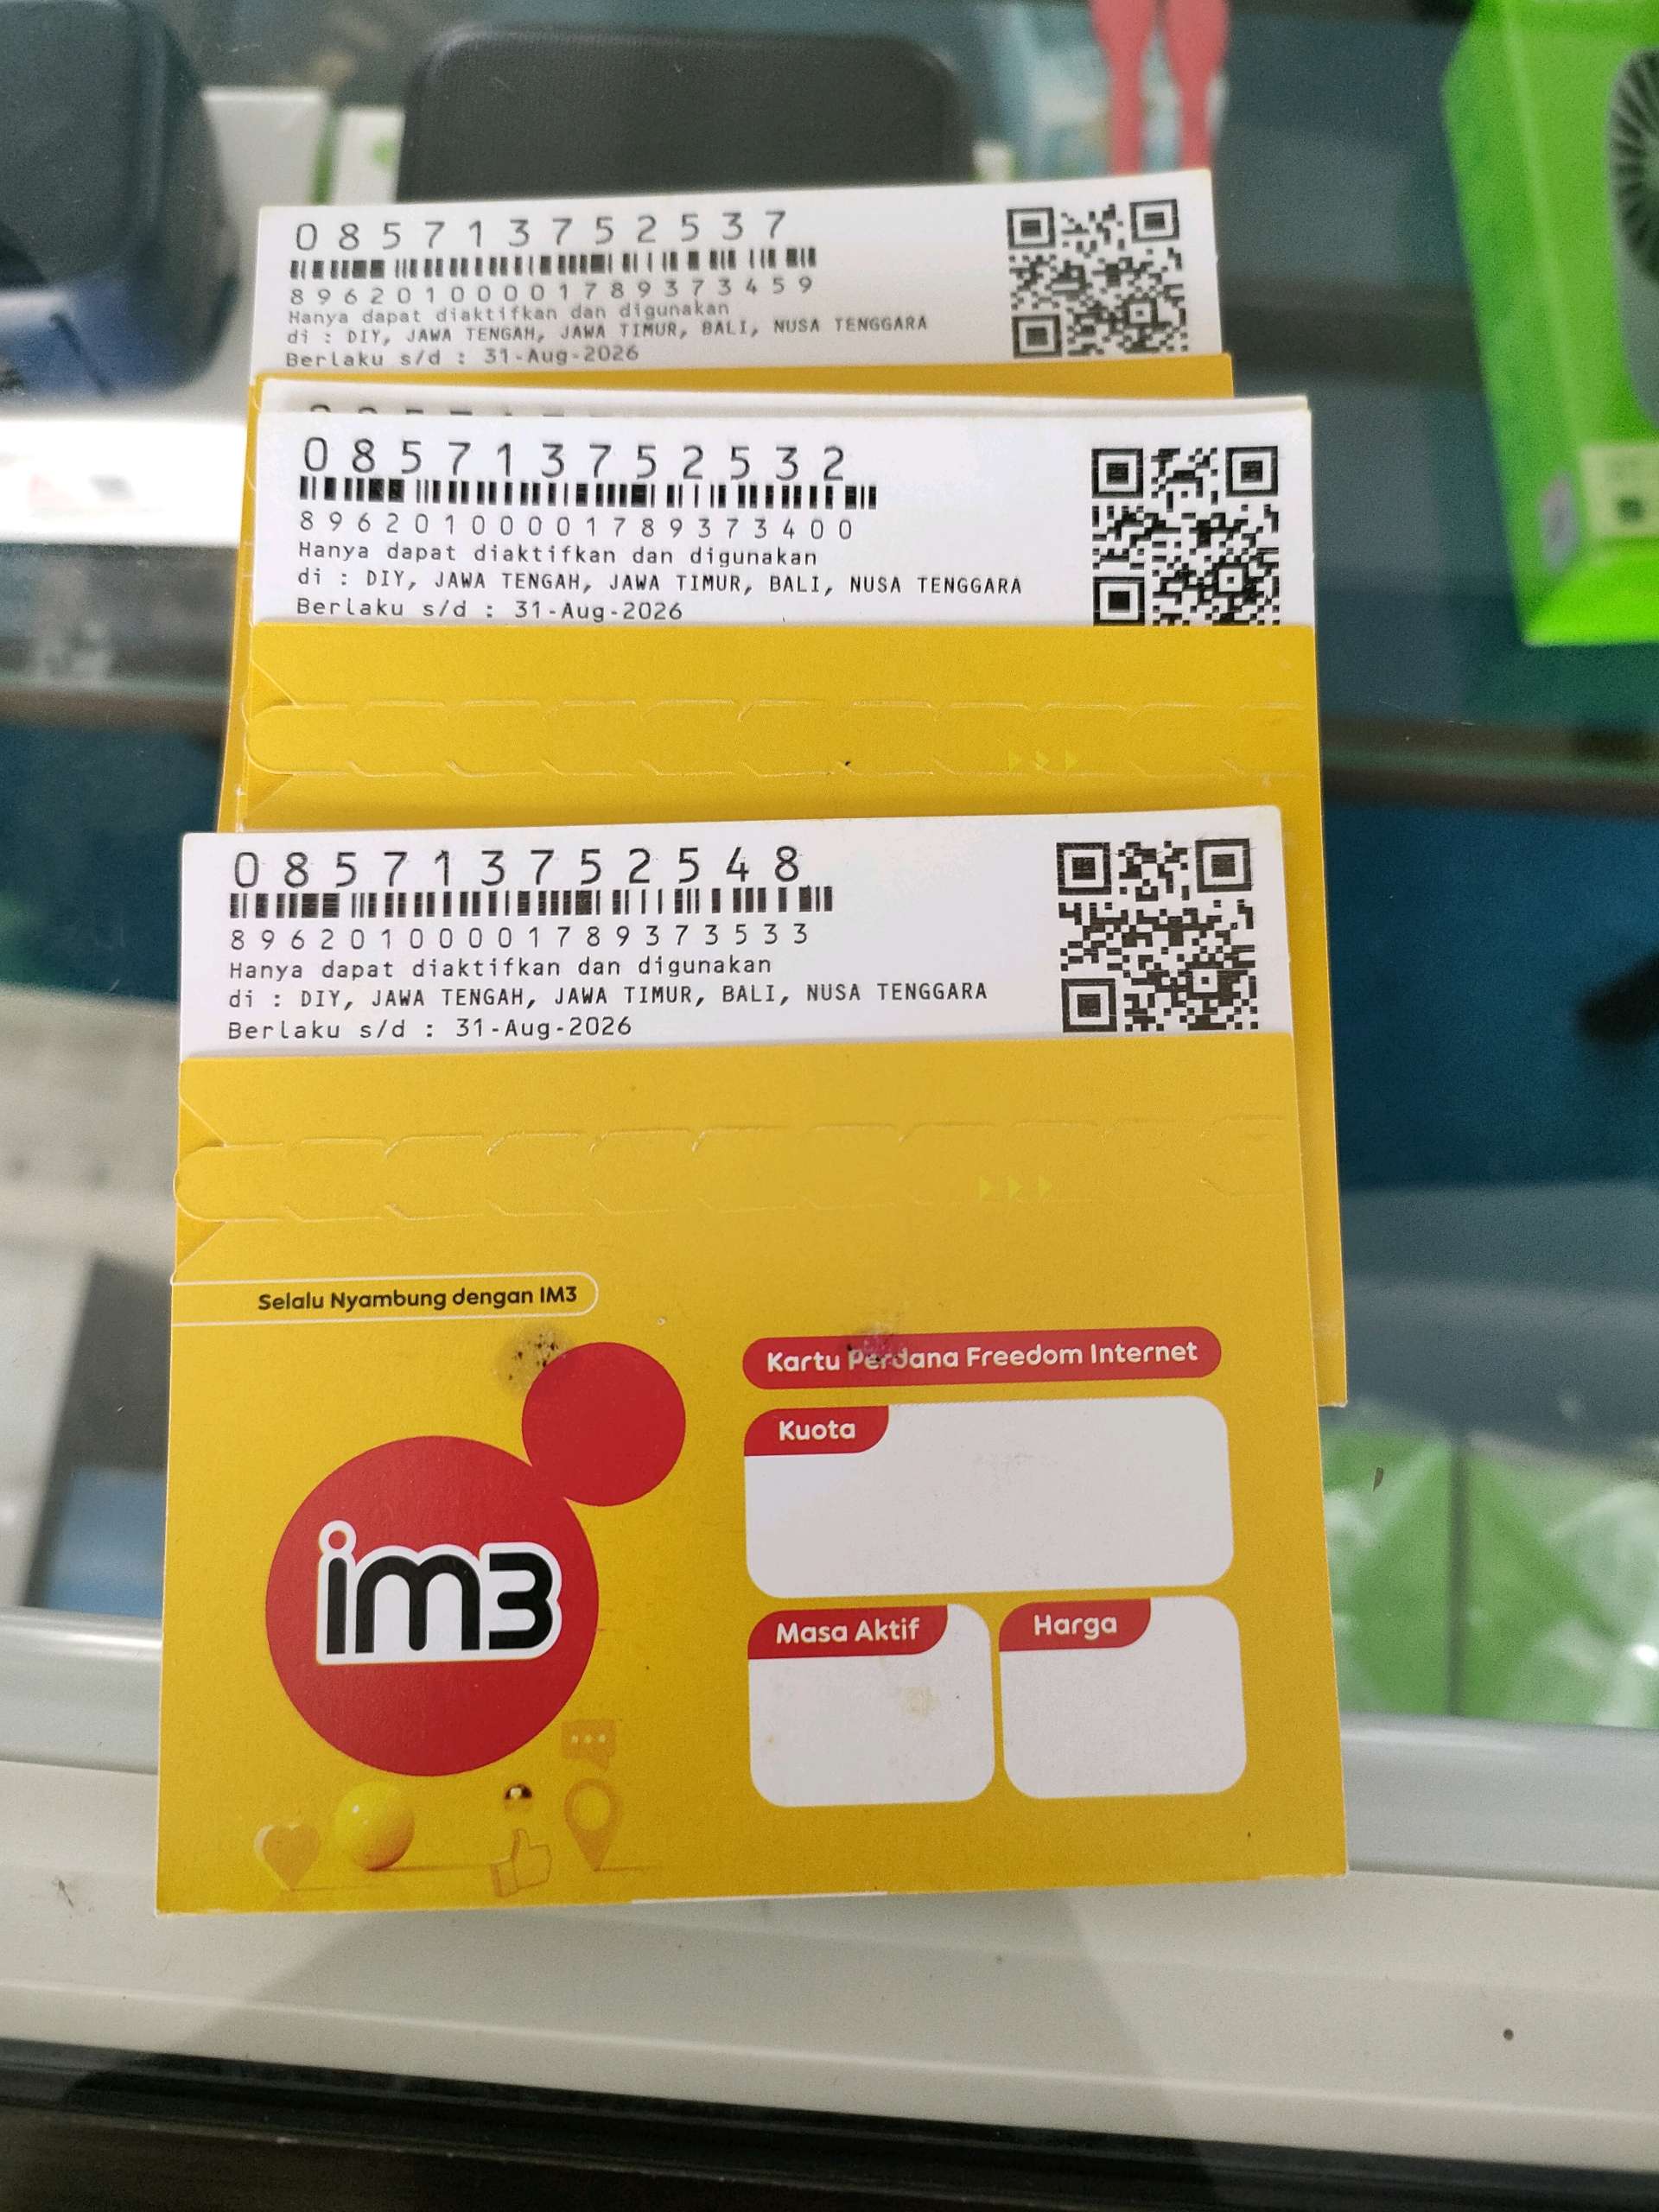 085713752537
89620100001789373459
Hanya dapat diaktifkan dan digunakan
di : DIY, JAWA TENGAH, JAWA TIMUR, BALI, NUSA TENGGARA
Berlaku s/d : 31-Aug-2026
085713752532
89620100001789373400
Hanya dapat diaktifkan dan digunakan
di : DIY, JAWA TENGAH, JAWA TIMUR, BALI, NUSA TENGGARA
Berlaku s/d : 31-Aug-2026
085713752548
89620100001789373533
Hanya dapat diaktifkan dan digunakan
di : DIY, JAWA TENGAH, JAWA TIMUR, BALI, NUSA TENGGARA
Berlaku s/d : 31-Aug-2026
Selalu Nyambung dengan IM3
im3
Kartu Perdana Freedom Internet
Kuota
Masa Aktif
Harga